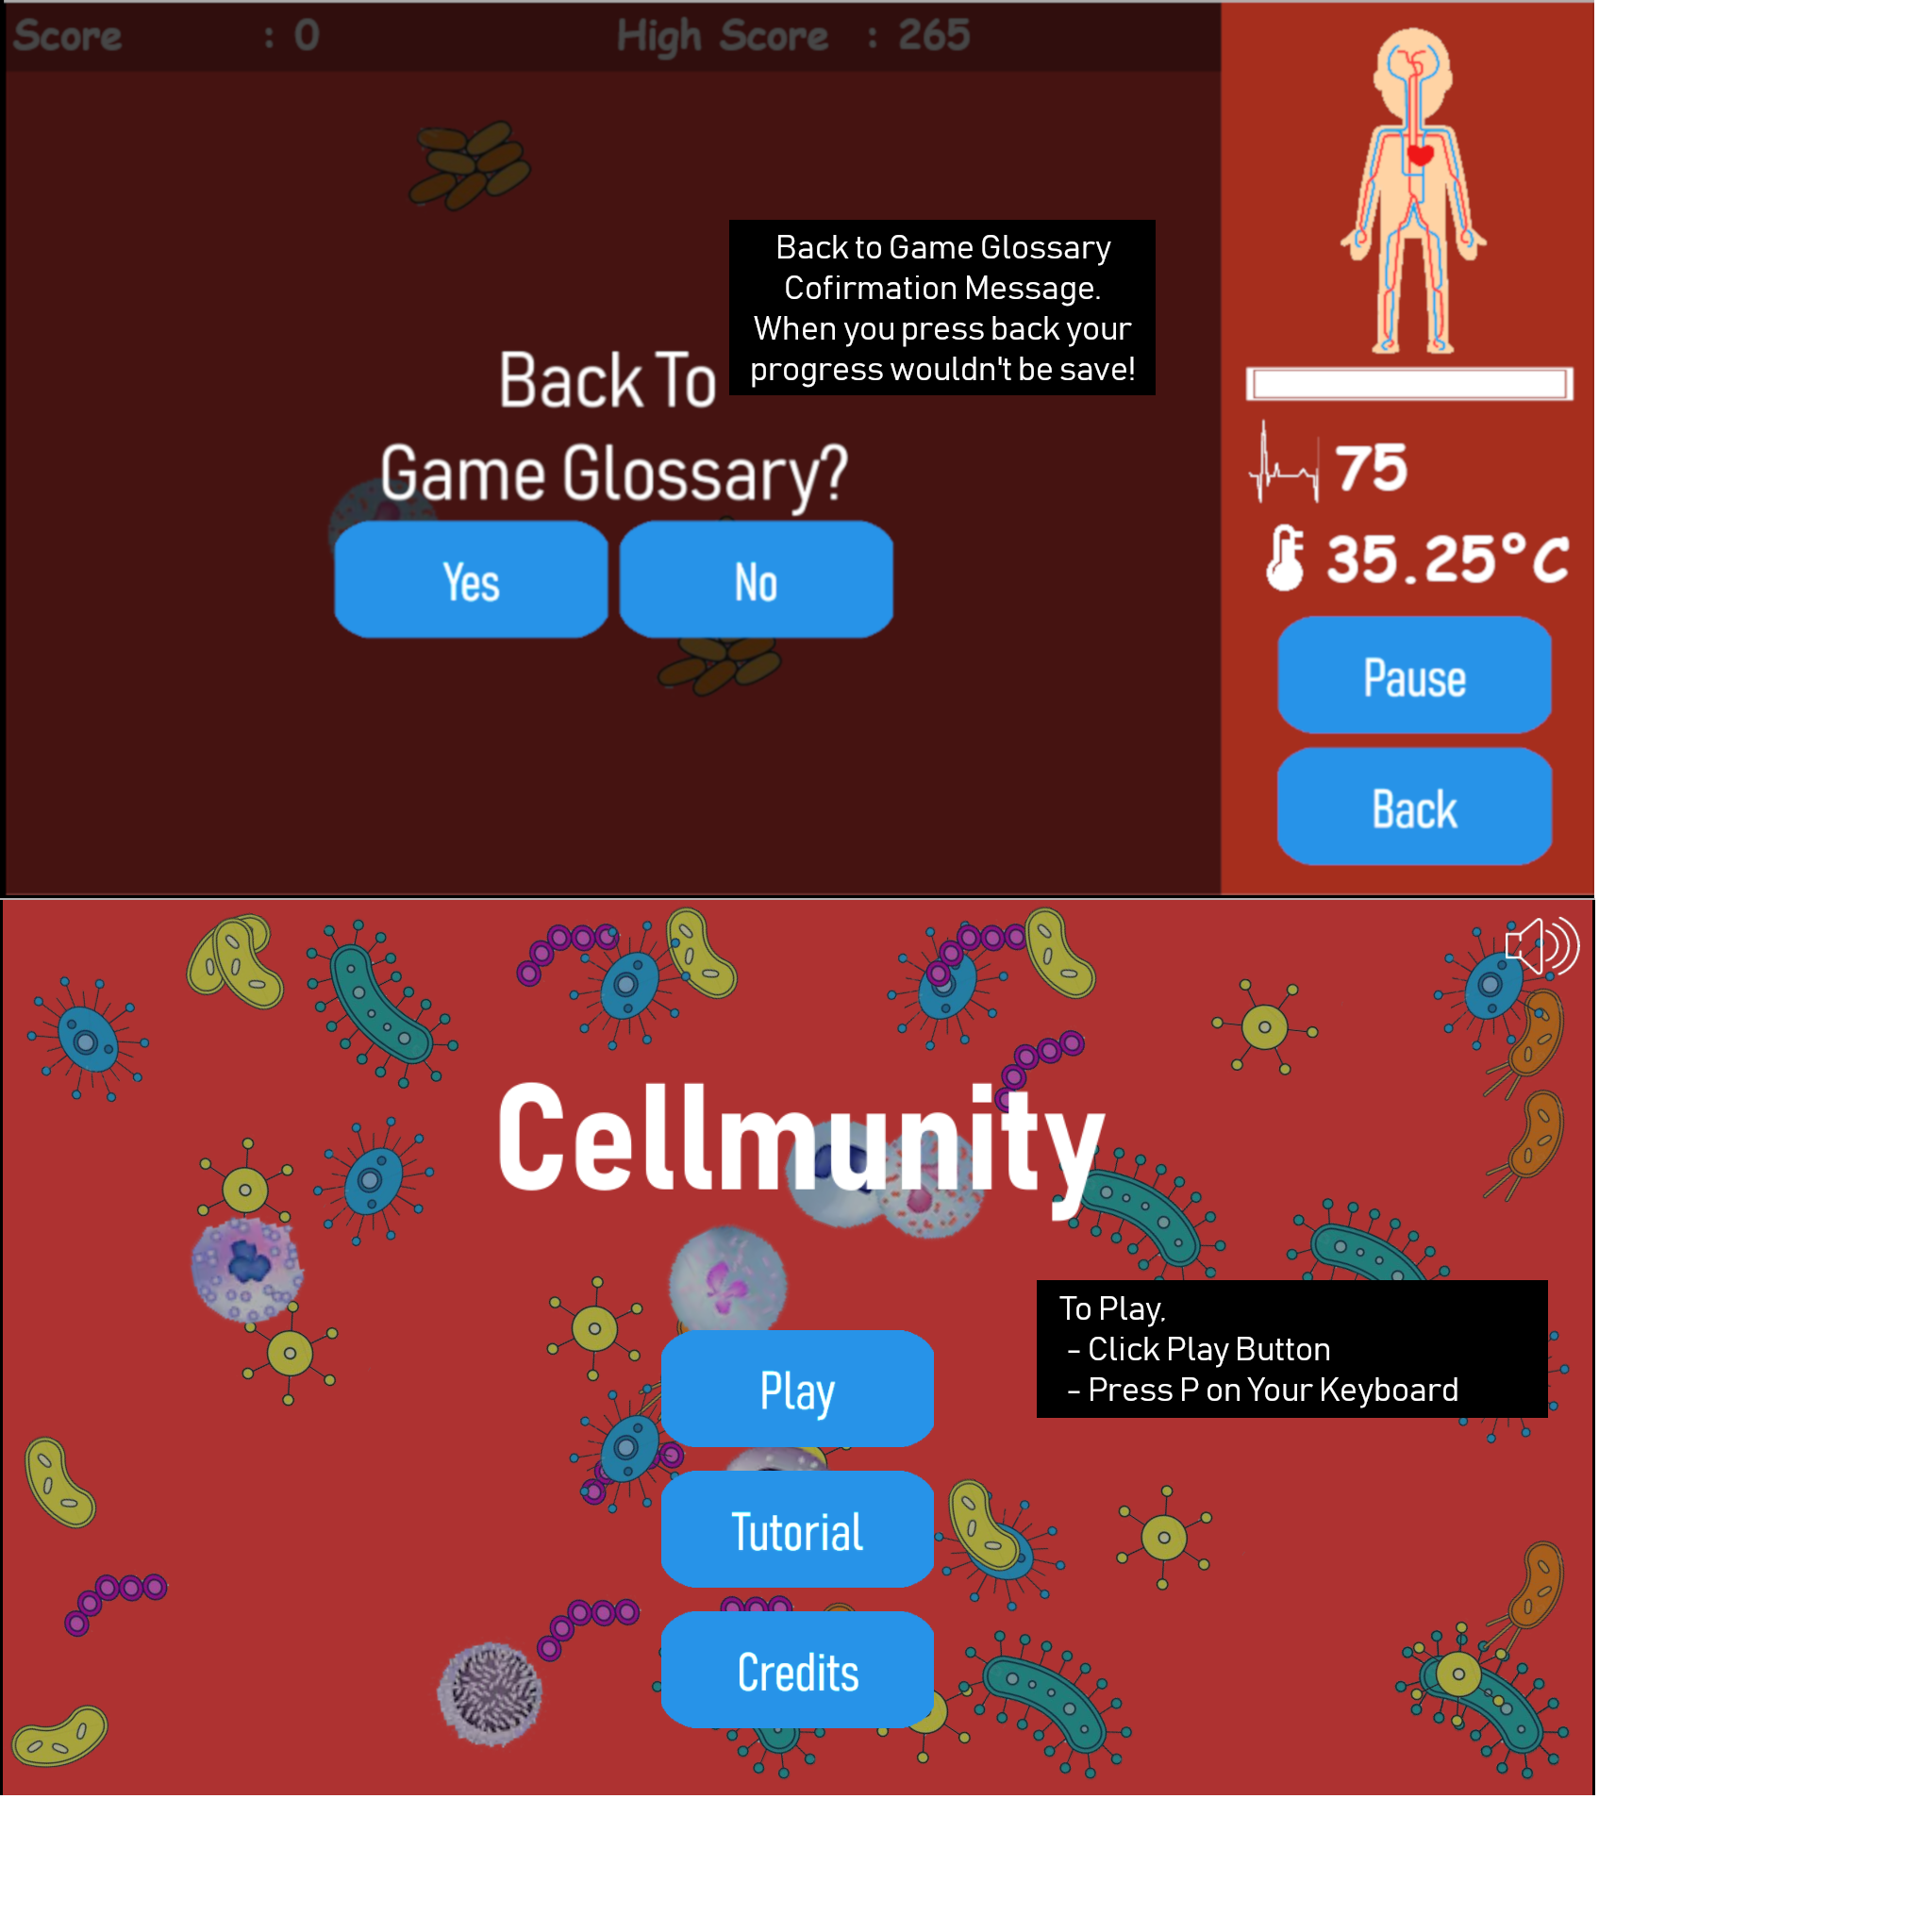 Score : 0 High Score : 265
Back to Game Glossary
Cofirmation Message.
When you press back your
progress wouldn't be save!
Back To
Game Glossary?
Yes No
75
35.25°C
Pause
Back
Cellmunity
To Play,
- Click Play Button
- Press P on Your Keyboard
Play
Tutorial
Credits